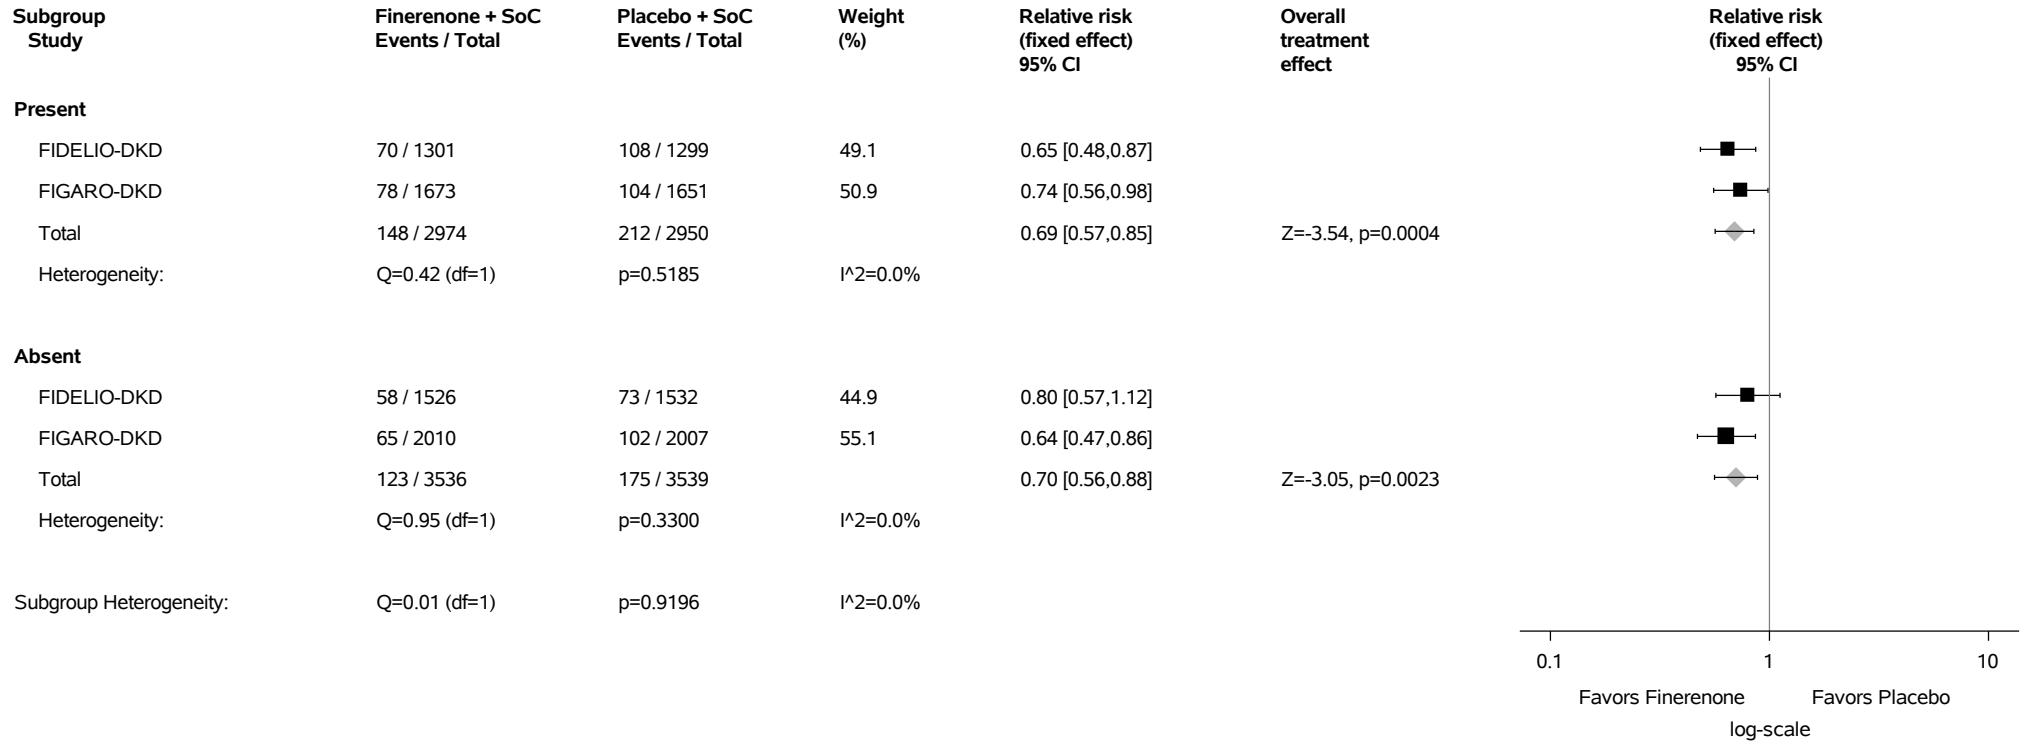 Subgroup Finerenone + SoC Placebo + SoC Weight Relative risk Overall Relative risk
Study Events / Total Events / Total (%) (fixed effect) treatment (fixed effect)
95% CI effect 95% CI
Present
FIDELIO-DKD 70 / 1301 108 / 1299 49.1 0.65 [0.48,0.87]
FIGARO-DKD 78 / 1673 104 / 1651 50.9 0.74 [0.56,0.98]
Total 148 / 2974 212 / 2950 0.69 [0.57,0.85] Z=-3.54, p=0.0004
Heterogeneity: Q=0.42 (df=1) p=0.5185 I^2=0.0%
Absent
FIDELIO-DKD 58 / 1526 73 / 1532 44.9 0.80 [0.57,1.12]
FIGARO-DKD 65 / 2010 102 / 2007 55.1 0.64 [0.47,0.86]
Total 123 / 3536 175 / 3539 0.70 [0.56,0.88] Z=-3.05, p=0.0023
Heterogeneity: Q=0.95 (df=1) p=0.3300 I^2=0.0%
Subgroup Heterogeneity: Q=0.01 (df=1) p=0.9196 I^2=0.0%
0.1 1 10
Favors Finerenone Favors Placebo
log-scale